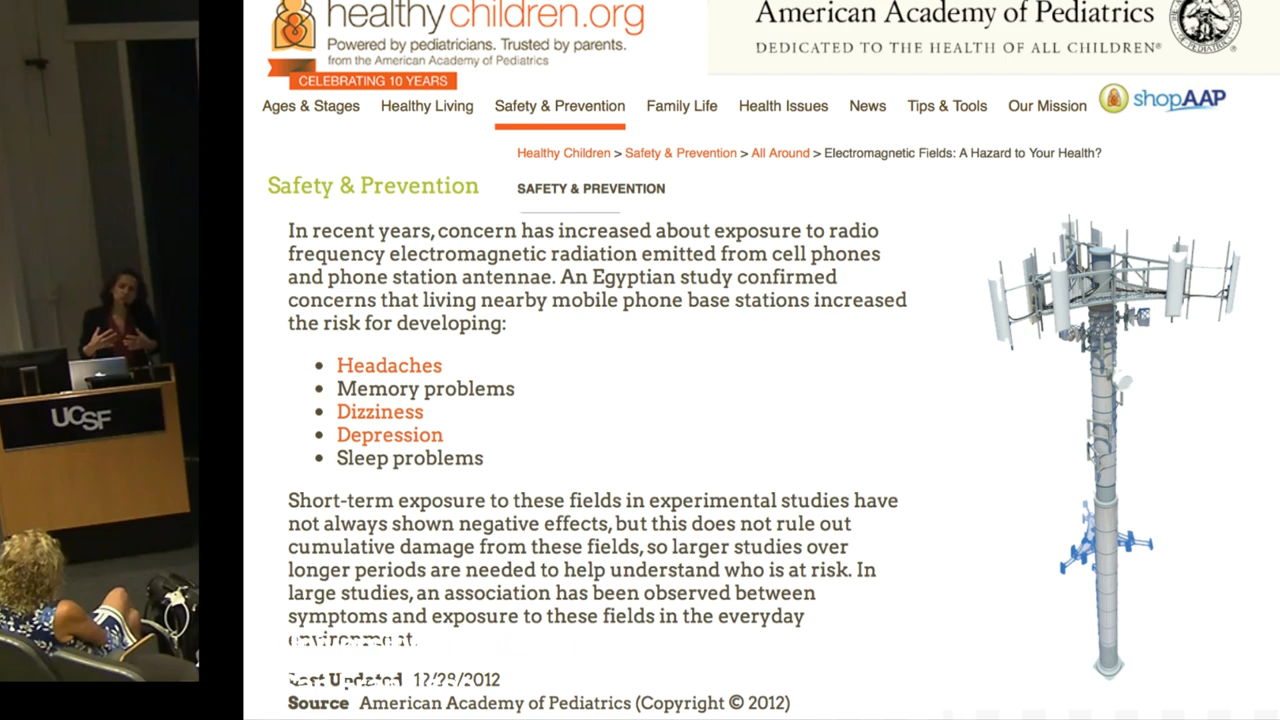 healthychildren.org
Powered by pediatricians. Trusted by parents.
from the American Academy of Pediatrics
CELEBRATING 10 YEARS
American Academy of Pediatrics
DEDICATED TO THE HEALTH OF ALL CHILDREN®
Ages & Stages Healthy Living Safety & Prevention Family Life Health Issues News Tips & Tools Our Mission shopAAP
Healthy Children > Safety & Prevention > All Around > Electromagnetic Fields: A Hazard to Your Health?
Safety & Prevention
SAFETY & PREVENTION
In recent years, concern has increased about exposure to radio
frequency electromagnetic radiation emitted from cell phones
and phone station antennae. An Egyptian study confirmed
concerns that living nearby mobile phone base stations increased
the risk for developing:
• Headaches
• Memory problems
• Dizziness
• Depression
• Sleep problems
Short-term exposure to these fields in experimental studies have
not always shown negative effects, but this does not rule out
cumulative damage from these fields, so larger studies over
longer periods are needed to help understand who is at risk. In
large studies, an association has been observed between
symptoms and exposure to these fields in the everyday
environment.
Last Updated 12/28/2012
Source American Academy of Pediatrics (Copyright © 2012)
UCSF